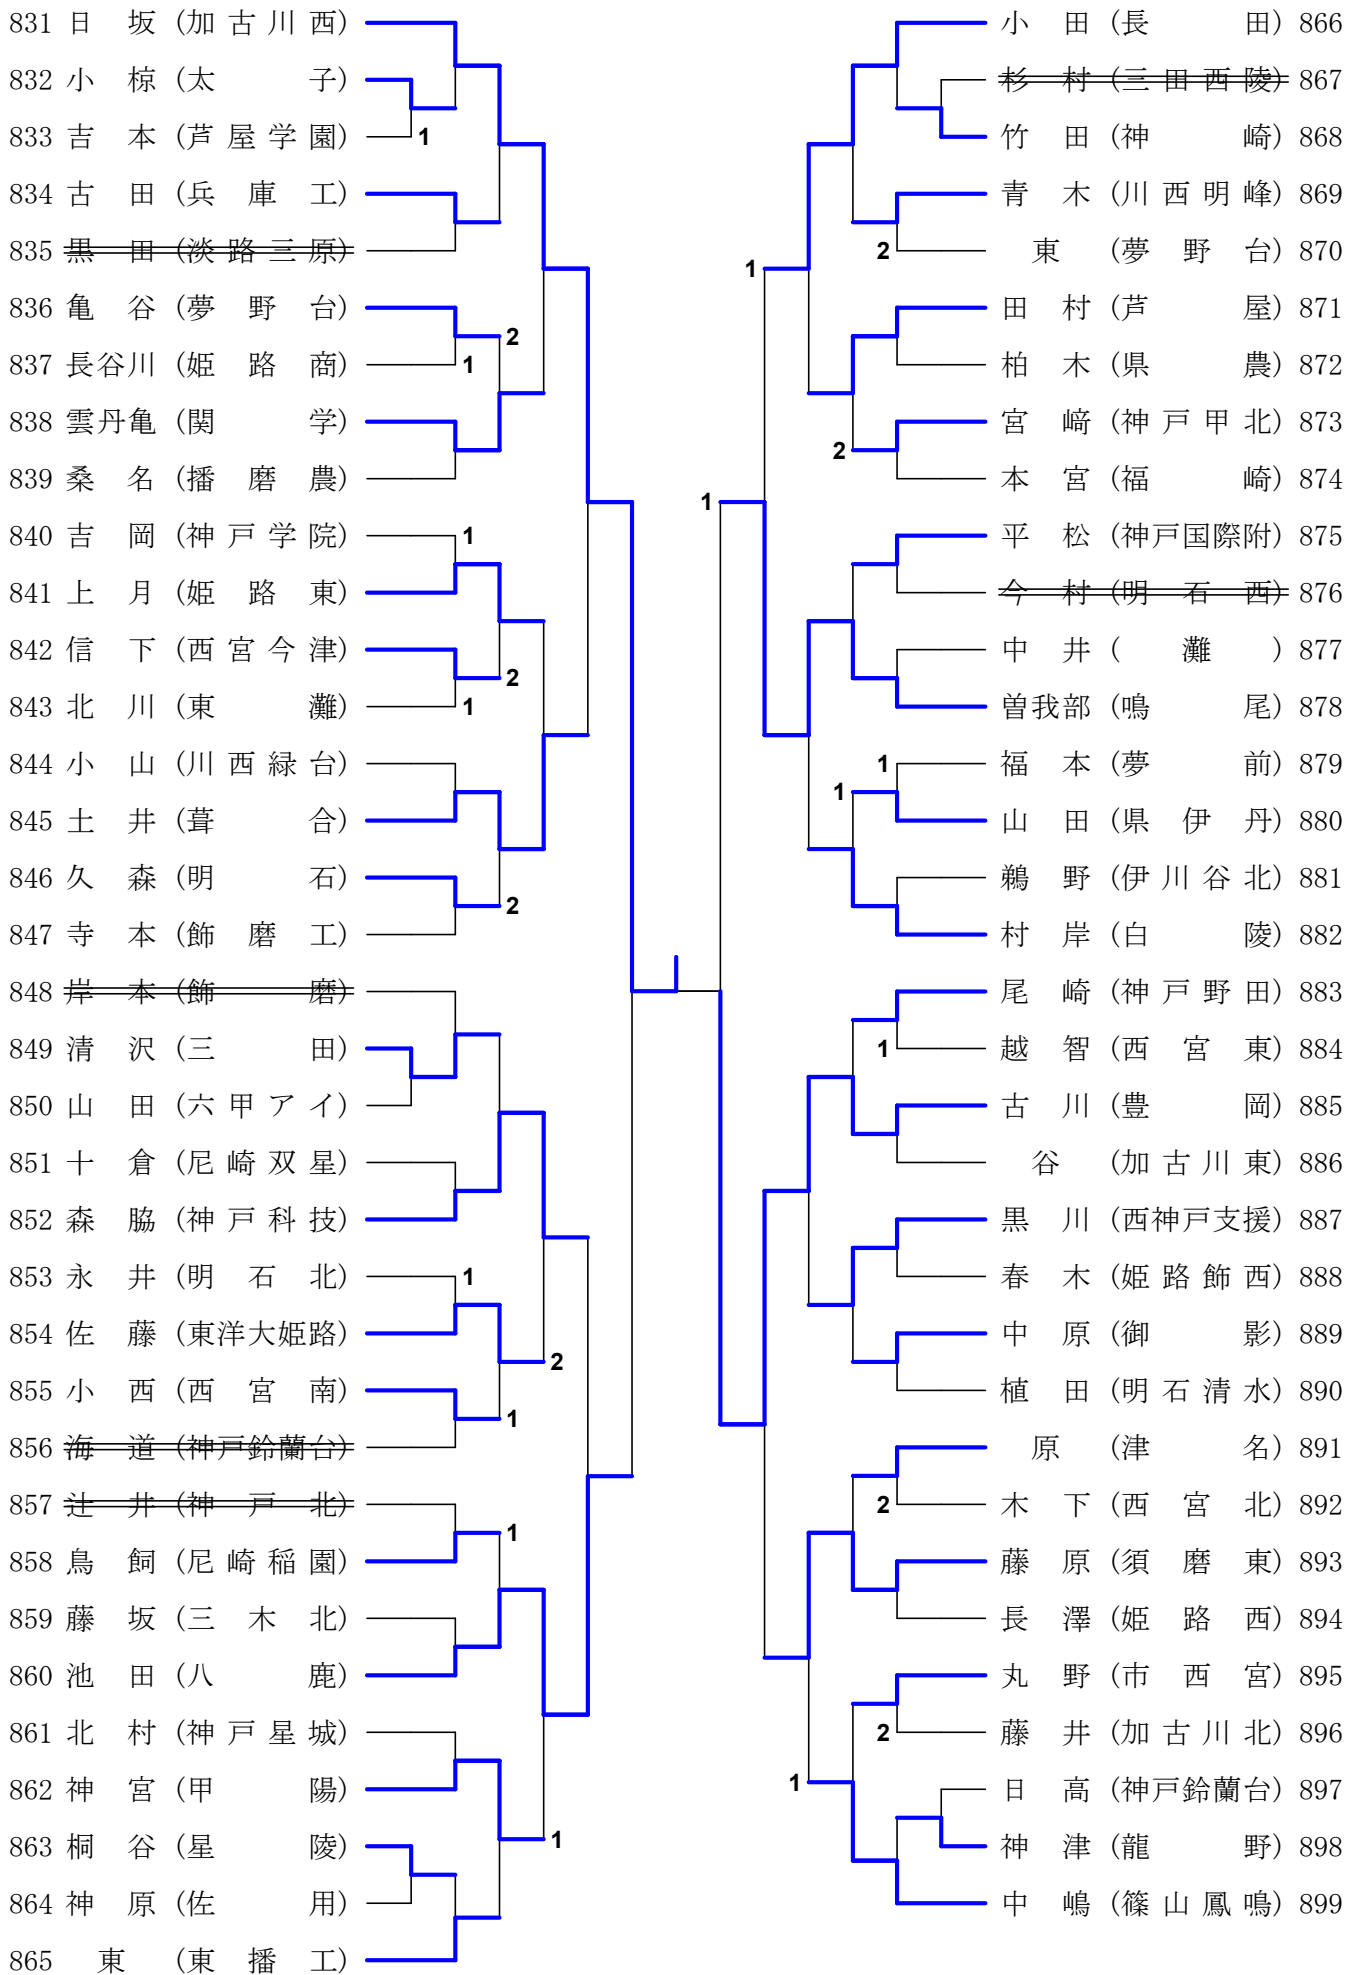 831 日 坂 (加古川西)
832 小 椋 (太 子)
833 吉 本 (芦屋学園)
1
834 古 田 (兵庫工)
835 黒 田 (淡路三原)
836 亀 谷 (夢野台)
2
837 長谷川 (姫路商)
1
838 雲丹亀 (関 学)
839 桑 名 (播磨農)
840 吉 岡 (神戸学院)
1
841 上 月 (姫路東)
842 信 下 (西宮今津)
2
843 北 川 (東 灘)
1
844 小 山 (川西緑台)
845 土 井 (葺 合)
846 久 森 (明 石)
2
847 寺 本 (飾磨工)
848 岸 本 (飾 磨)
849 清 沢 (三 田)
850 山 田 (六甲アイ)
851 十 倉 (尼崎双星)
852 森 脇 (神戸科技)
853 永 井 (明石北)
1
854 佐 藤 (東洋大姫路)
2
855 小 西 (西宮南)
1
856 海 道 (神戸鈴蘭台)
857 辻 井 (神戸北)
1
858 鳥 飼 (尼崎稲園)
859 藤 坂 (三木北)
860 池 田 (八 鹿)
861 北 村 (神戸星城)
862 神 宮 (甲 陽)
1
863 桐 谷 (星 陵)
864 神 原 (佐 用)
865 東 (東播工)
小 田 (長 田) 866
杉 村 (三田西陵) 867
竹 田 (神 崎) 868
青 木 (川西明峰) 869
2
東 (夢野台) 870
1
田 村 (芦 屋) 871
柏 木 (県 農) 872
宮 﨑 (神戸甲北) 873
2
本 宮 (福 崎) 874
1
平 松 (神戸国際附) 875
今 村 (明石西) 876
中 井 ( 灘 ) 877
曽我部 (鳴 尾) 878
1
福 本 (夢 前) 879
1
山 田 (県伊丹) 880
鵜 野 (伊川谷北) 881
村 岸 (白 陵) 882
尾 崎 (神戸野田) 883
1
越 智 (西宮東) 884
古 川 (豊 岡) 885
谷 (加古川東) 886
黒 川 (西神戸支援) 887
春 木 (姫路飾西) 888
中 原 (御 影) 889
植 田 (明石清水) 890
原 (津 名) 891
2
木 下 (西宮北) 892
藤 原 (須磨東) 893
長 澤 (姫路西) 894
丸 野 (市西宮) 895
2
藤 井 (加古川北) 896
1
日 高 (神戸鈴蘭台) 897
神 津 (龍 野) 898
中 嶋 (篠山鳳鳴) 899